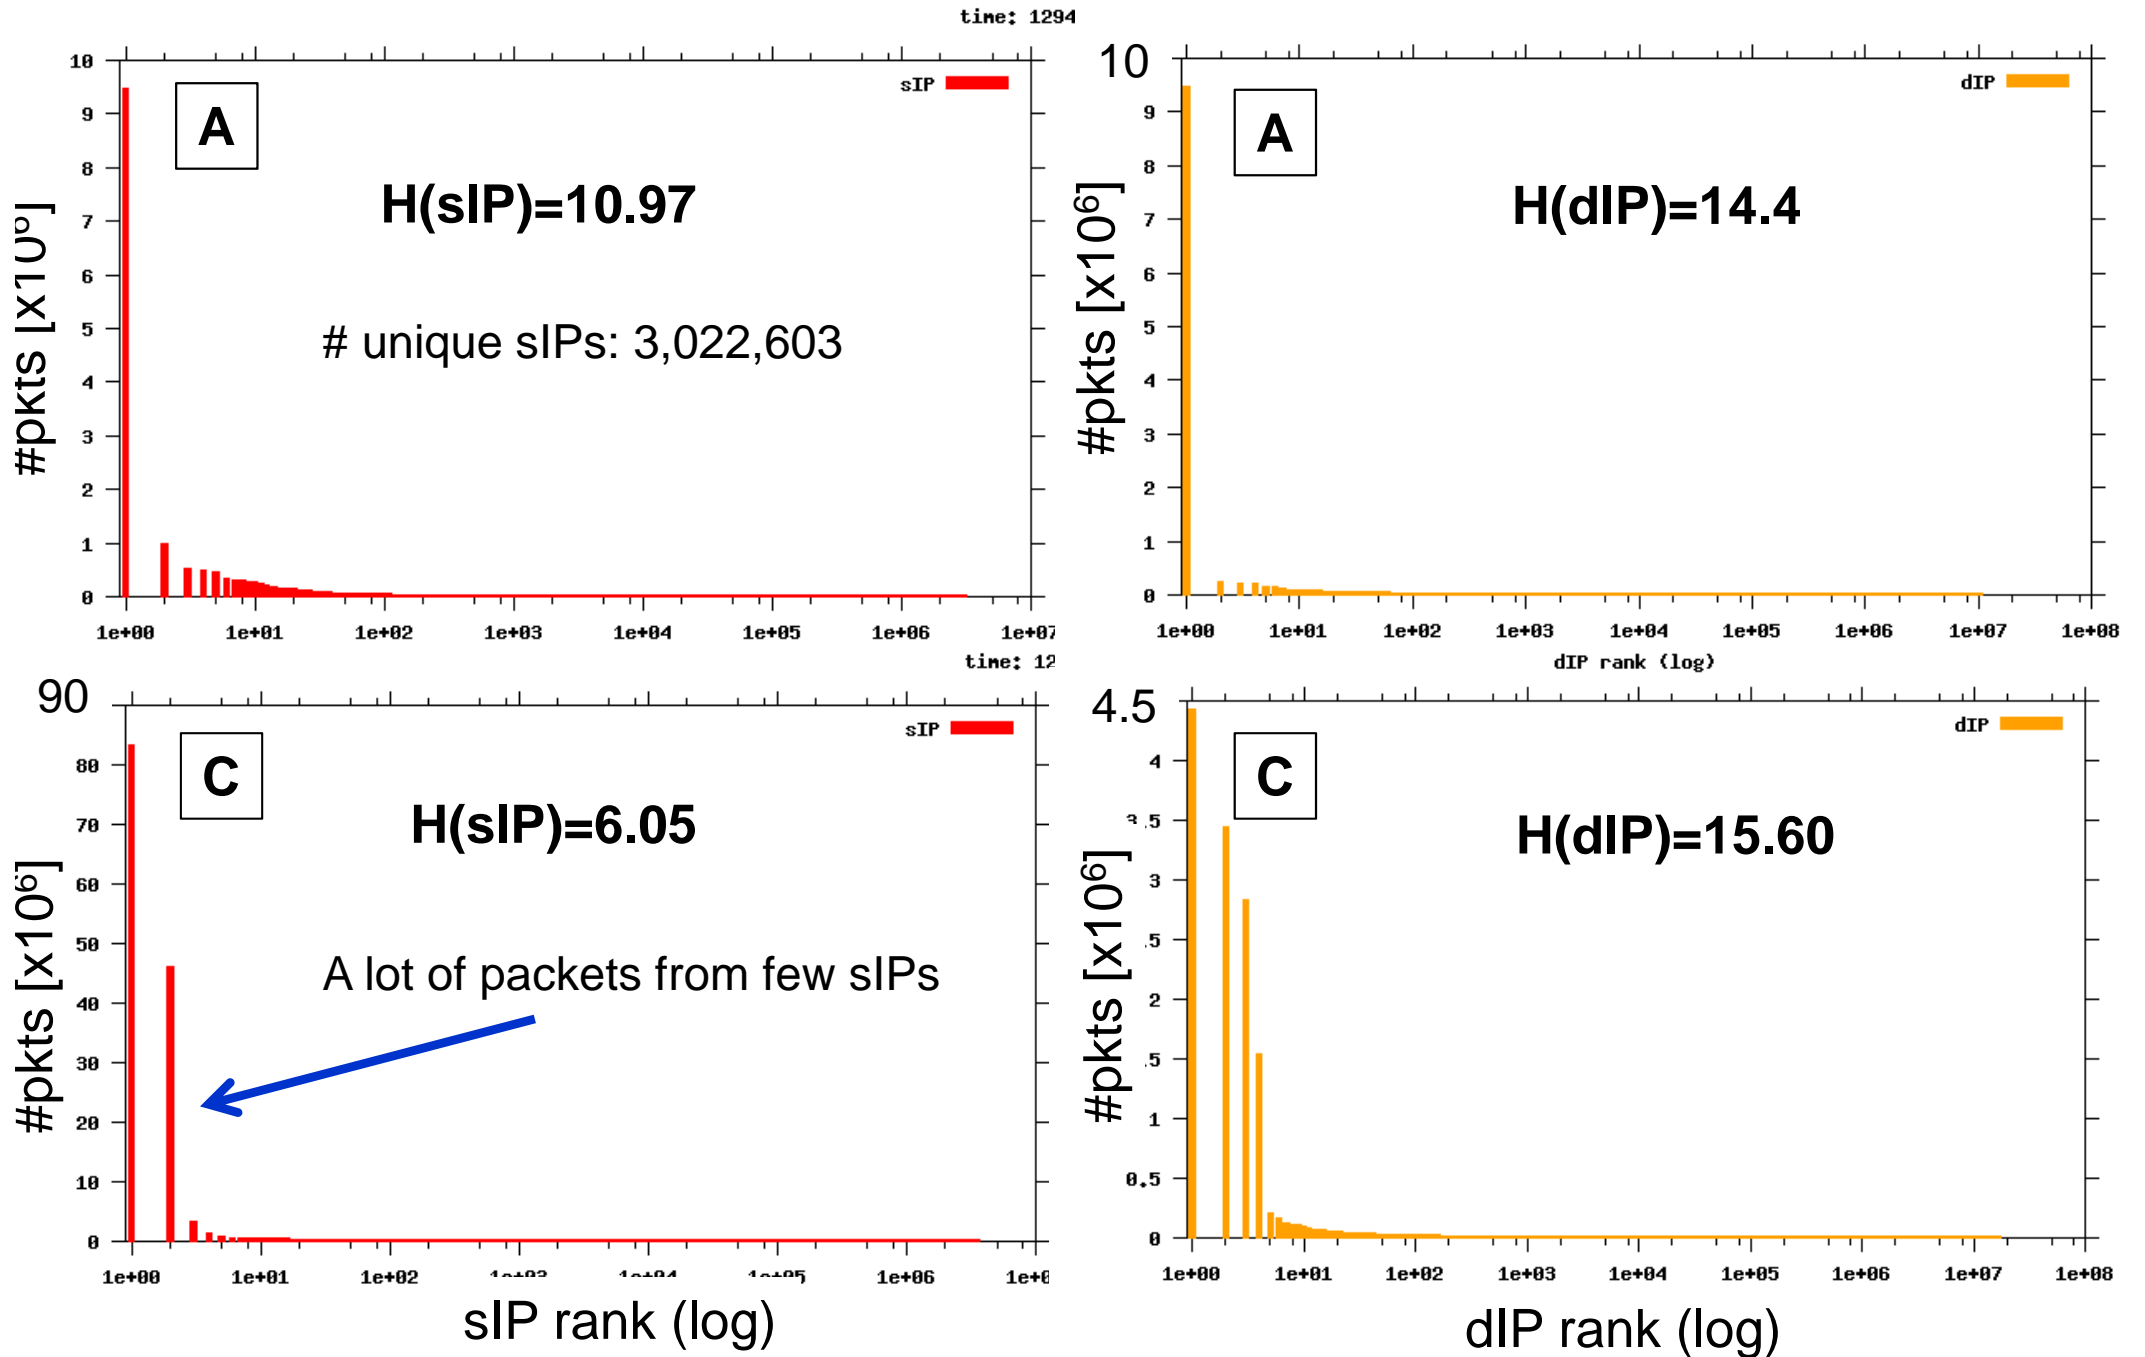 time: 1294
10
9
8
7
6
5
4
3
2
1
0
#pkts [x10⁶]
A
sIP
H(sIP)=10.97
# unique sIPs: 3,022,603
1e+00 1e+01 1e+02 1e+03 1e+04 1e+05 1e+06 1e+07
10
9
8
7
6
5
4
3
2
1
0
#pkts [x10⁶]
A
dIP
H(dIP)=14.4
1e+00 1e+01 1e+02 1e+03 1e+04 1e+05 1e+06 1e+07 1e+08
dIP rank (log)
time: 12
90
80
70
60
50
40
30
20
10
0
#pkts [x10⁶]
C
sIP
H(sIP)=6.05
A lot of packets from few sIPs
1e+00 1e+01 1e+02 1e+06
sIP rank (log)
4.5
4
.5
3
.5
2
.5
1
0.5
0
#pkts [x10⁶]
C
dIP
H(dIP)=15.60
1e+00 1e+01 1e+02 1e+03 1e+04 1e+05 1e+06 1e+07 1e+08
dIP rank (log)